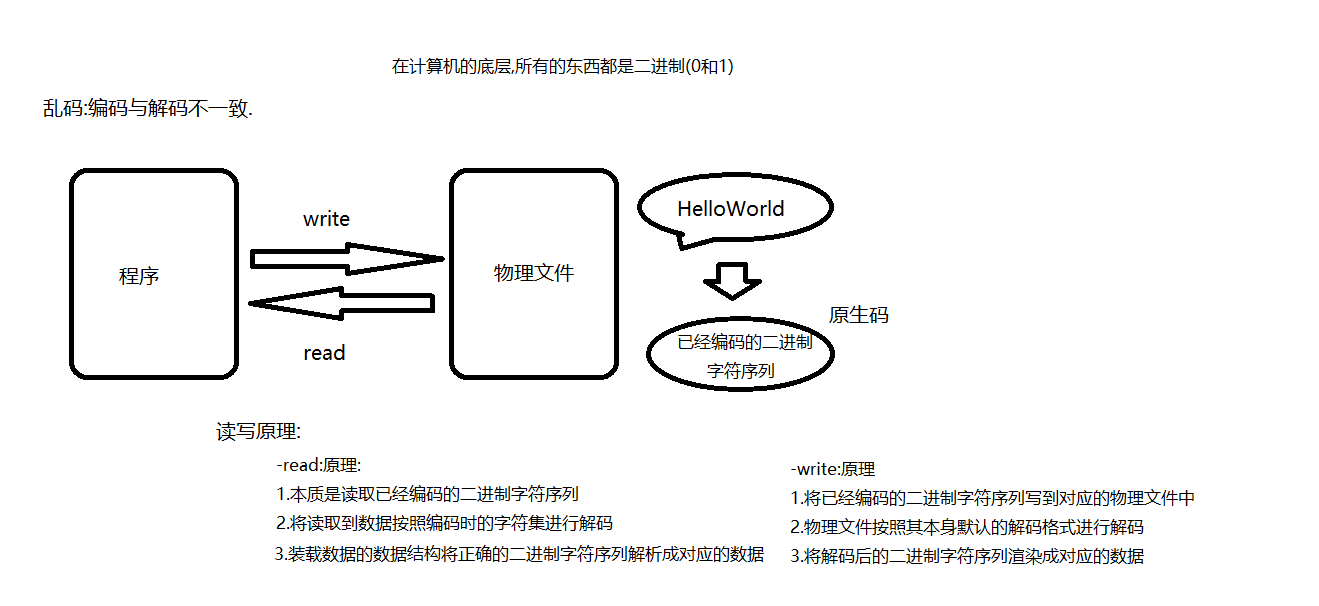 在计算机的底层,所有的东西都是二进制(0和1)
乱码:编码与解码不一致.
程序
write
read
物理文件
HelloWorld
原生码
已经编码的二进制
字符序列
读写原理:
-read:原理:
1.本质是读取已经编码的二进制字符序列
2.将读取到数据按照编码时的字符集进行解码
3.装载数据的数据结构将正确的二进制字符序列解析成对应的数据
-write:原理
1.将已经编码的二进制字符序列写到对应的物理文件中
2.物理文件按照其本身默认的解码格式进行解码
3.将解码后的二进制字符序列渲染成对应的数据